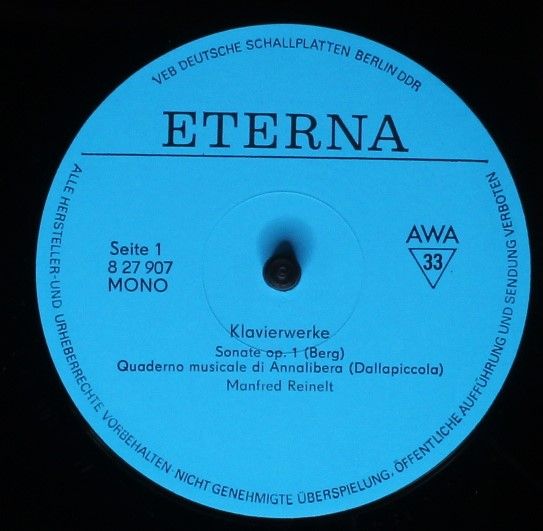 VEB DEUTSCHE SCHALLPLATTEN BERLIN DDR
ETERNA
Seite 1
8 27 907
MONO
AWA
33
Klavierwerke
Sonate op. 1 (Berg)
Quaderno musicale di Annalibera (Dallapiccola)
Manfred Reinelt
ALLE HERSTELLER-UND URHEBERRECHTE VORBEHALTEN·NICHT GENEHMIGTE ÜBERSPIELUNG, ÖFFENTLICHE AUFFÜHRUNG UND SENDUNG VERBOTEN